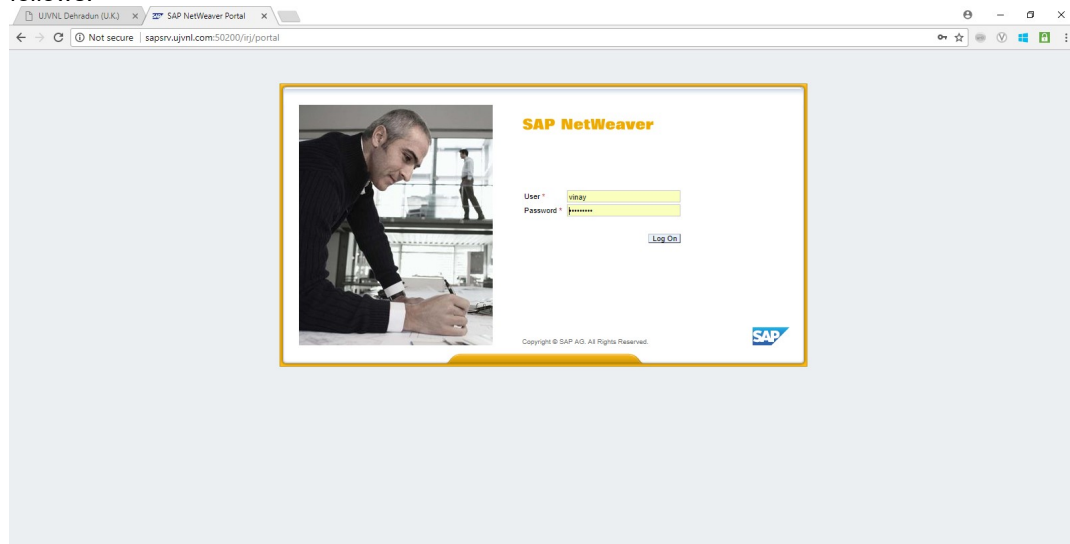 UJVNL Dehradun (U.K.) SAP NetWeaver Portal
Not secure | sapsrv.ujvnl.com:50200/irj/portal
SAP NetWeaver
User * vinay
Password * •••••••••
Log On
Copyright © SAP AG. All Rights Reserved.
SAP